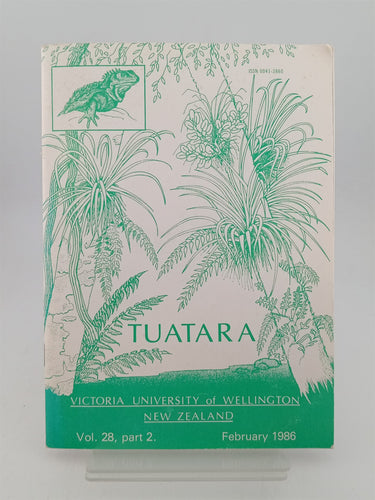 ISSN 0041-3860
TUATARA
VICTORIA UNIVERSITY of WELLINGTON
NEW ZEALAND
Vol. 28, part 2. February 1986